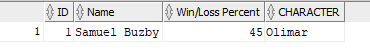 ID Name Win/Loss Percent CHARACTER
1 1 Samuel Buzby 45 Olimar